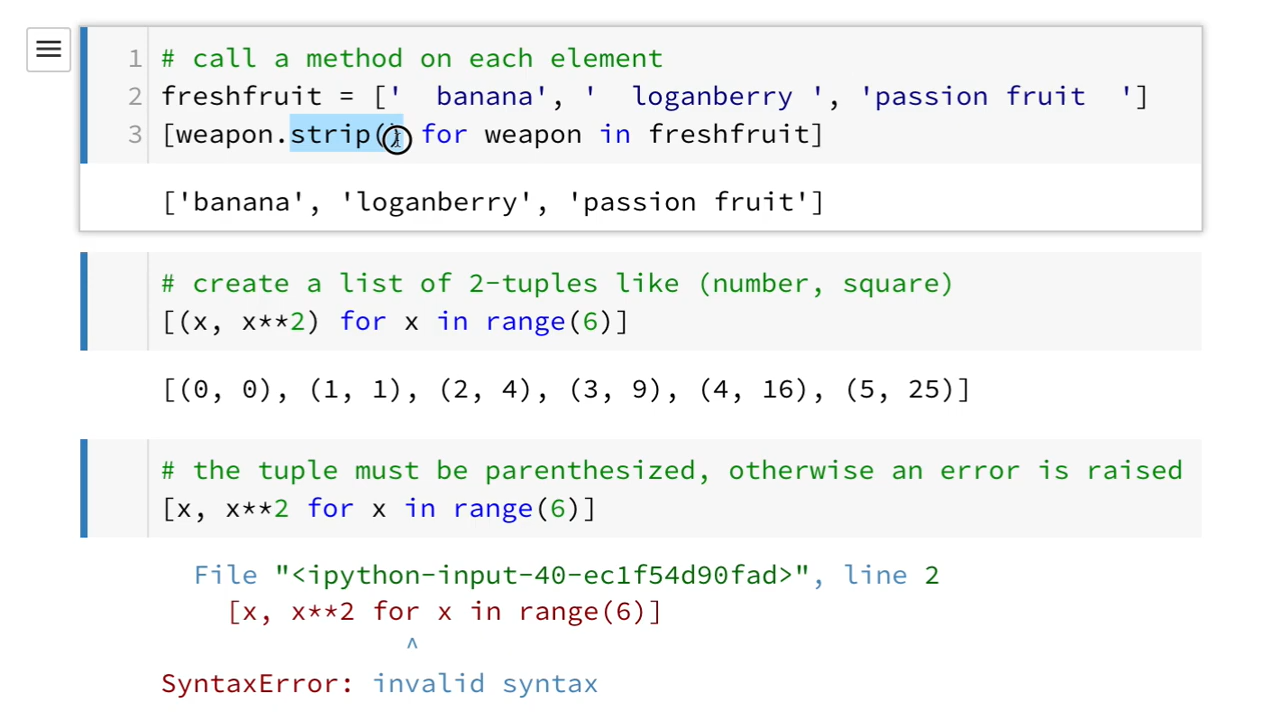 1 # call a method on each element
2 freshfruit = ['  banana', '  loganberry ', 'passion fruit  ']
3 [weapon.strip() for weapon in freshfruit]
['banana', 'loganberry', 'passion fruit']
# create a list of 2-tuples like (number, square)
[(x, x**2) for x in range(6)]
[(0, 0), (1, 1), (2, 4), (3, 9), (4, 16), (5, 25)]
# the tuple must be parenthesized, otherwise an error is raised
[x, x**2 for x in range(6)]
File "<ipython-input-40-ec1f54d90fad>", line 2
[x, x**2 for x in range(6)]
^
SyntaxError: invalid syntax